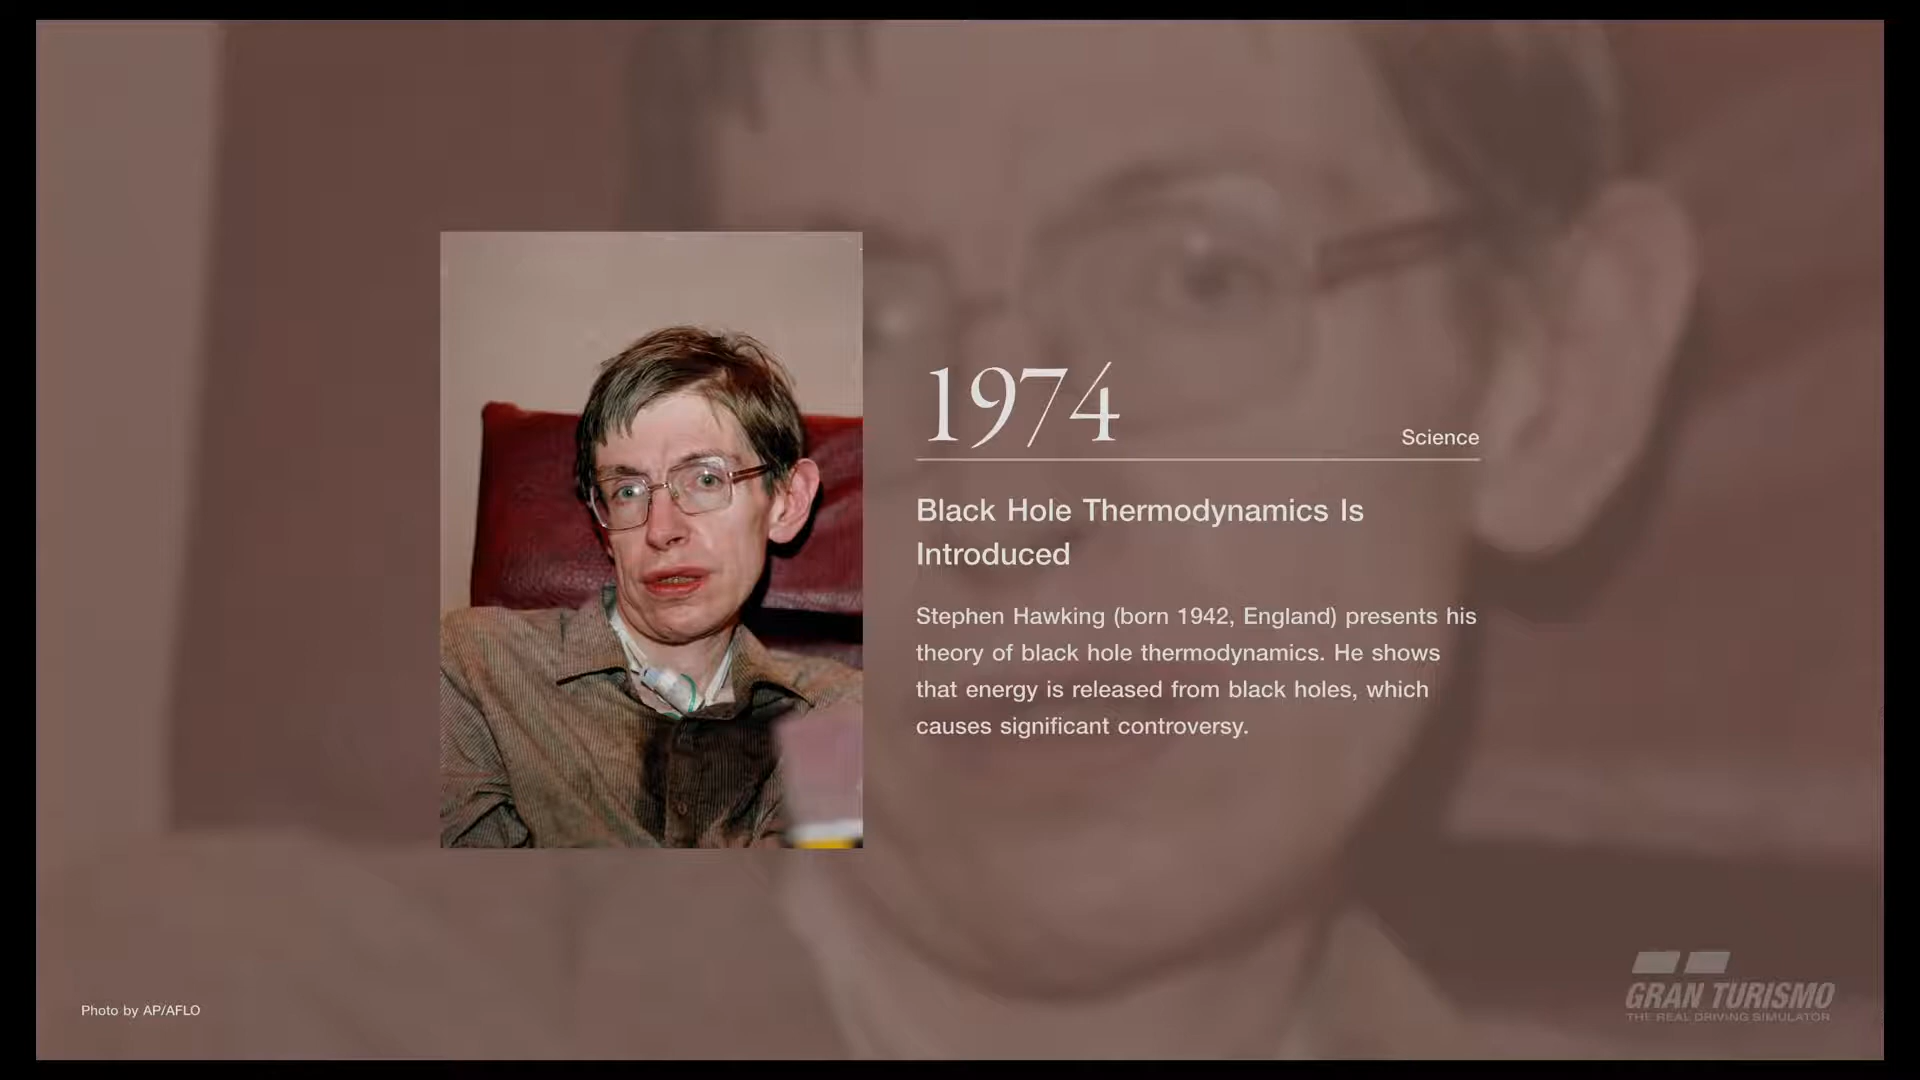 1974
Science
Black Hole Thermodynamics Is
Introduced
Stephen Hawking (born 1942, England) presents his
theory of black hole thermodynamics. He shows
that energy is released from black holes, which
causes significant controversy.
Photo by AP/AFLO
GRAN TURISMO
THE REAL DRIVING SIMULATOR